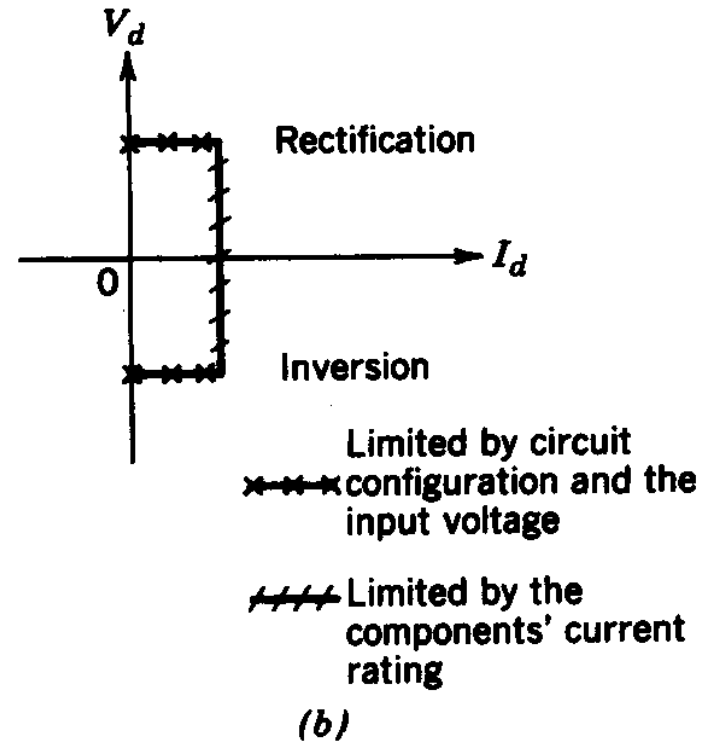 V_d
Rectification
0
I_d
Inversion
Limited by circuit
configuration and the
input voltage
Limited by the
components' current
rating
(b)